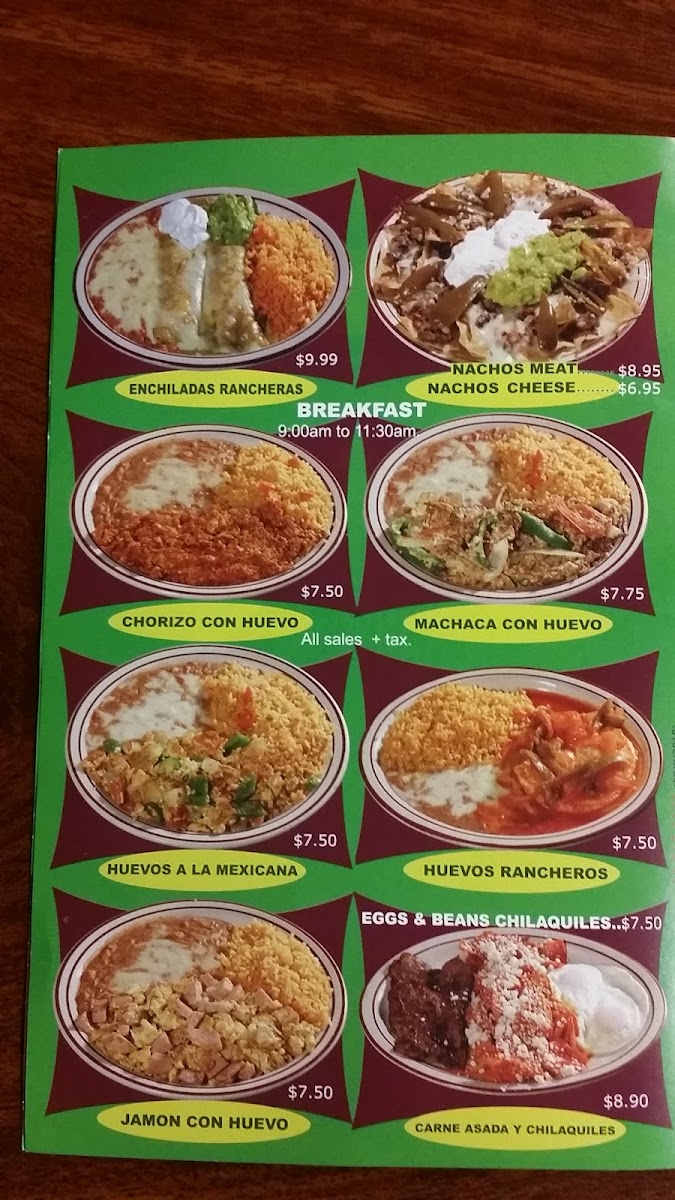 $9.99
ENCHILADAS RANCHERAS
NACHOS MEAT........ $8.95
NACHOS CHEESE........ $6.95
BREAKFAST
9:00am to 11:30am.
$7.50
CHORIZO CON HUEVO
$7.75
MACHACA CON HUEVO
All sales + tax.
$7.50
HUEVOS A LA MEXICANA
$7.50
HUEVOS RANCHEROS
$7.50
JAMON CON HUEVO
EGGS & BEANS CHILAQUILES..$7.50
$8.90
CARNE ASADA Y CHILAQUILES